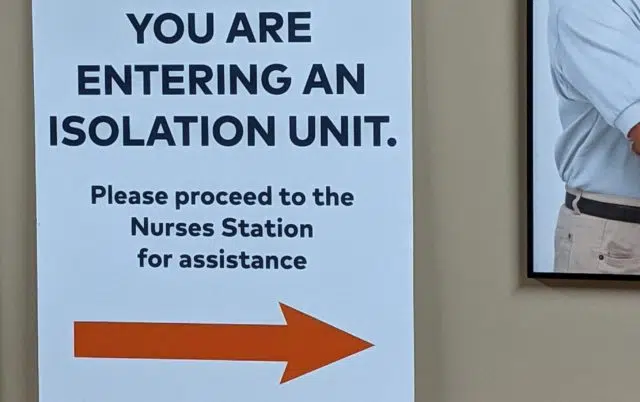 YOU ARE
ENTERING AN
ISOLATION UNIT.
Please proceed to the
Nurses Station
for assistance